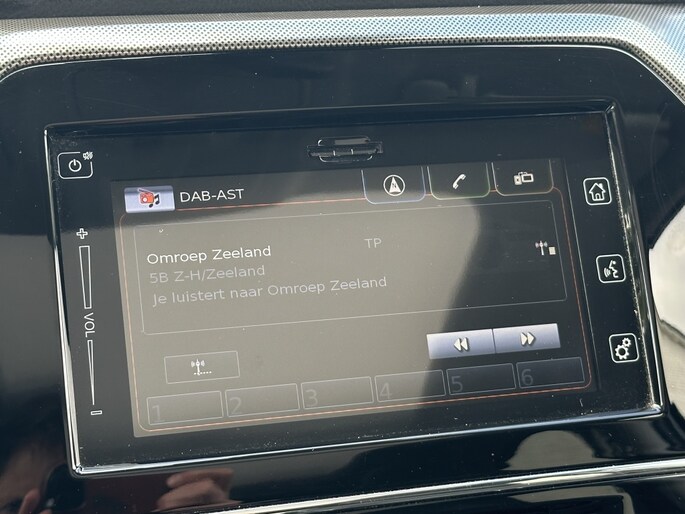 DAB-AST
Omroep Zeeland
TP
5B Z-H/Zeeland
Je luistert naar Omroep Zeeland
VOL
1
2
3
4
5
6